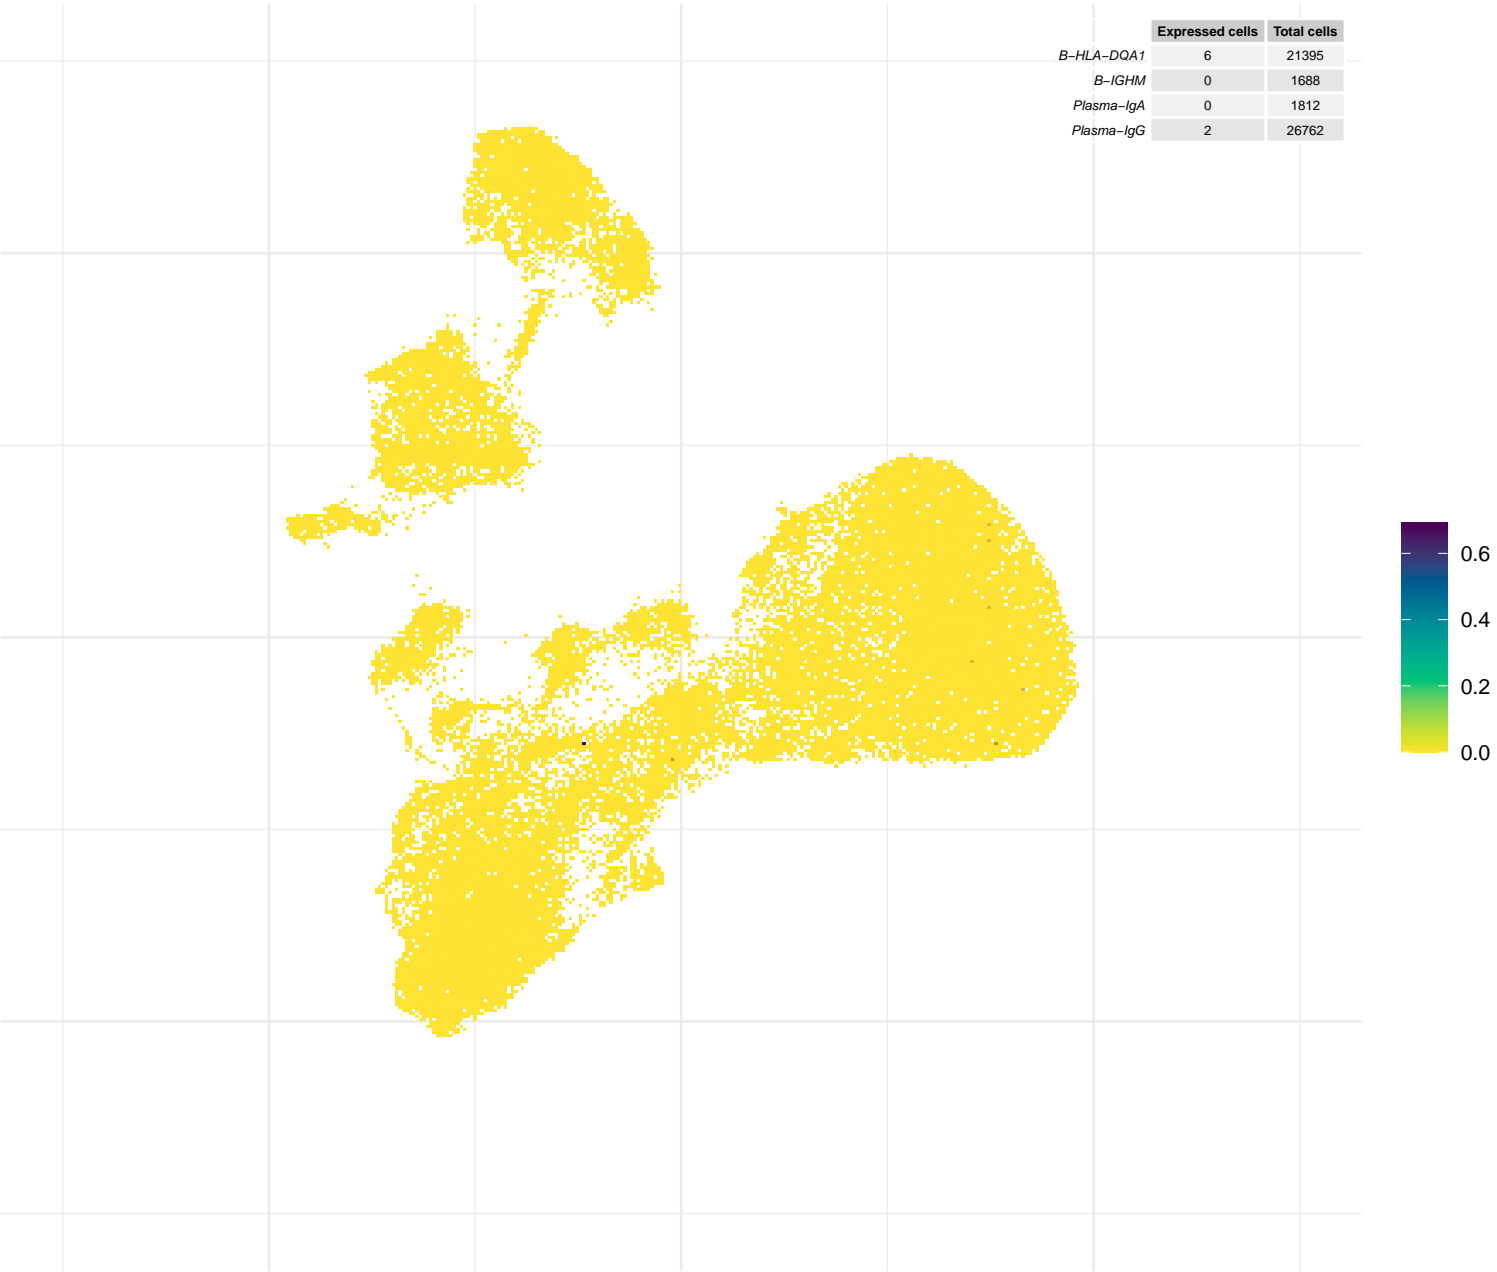 Expressed cells Total cells
B−HLA−DQA1 6 21395
B−IGHM 0 1688
Plasma−IgA 0 1812
Plasma−IgG 2 26762
0.6
0.4
0.2
0.0